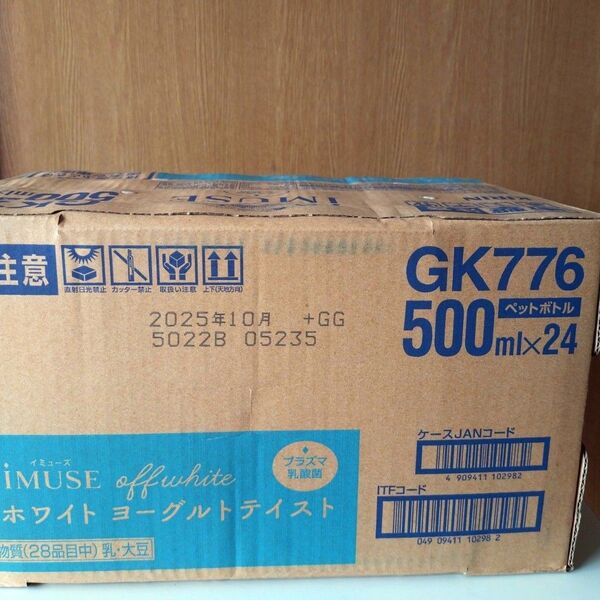 iMUSE
注意
直射日光禁止
カッター禁止
取扱い注意
上下(天地方向)
GK776
500ml×24
ペットボトル
2025年10月 +GG
5022B 05235
イミューズ
iMUSE off white
プラズマ
乳酸菌
ホワイト ヨーグルトテイスト
物質(28品目中) 乳・大豆
ケースJANコード
4 909411 102982
ITFコード
049 09411 10298 2